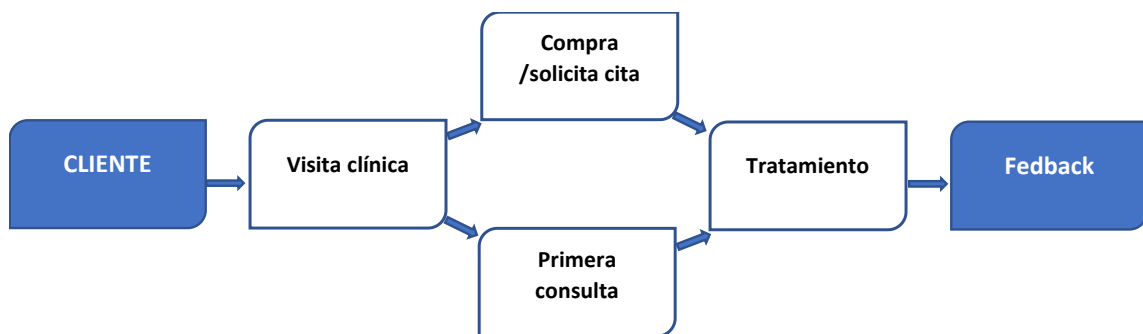 CLIENTE
Visita clínica
Compra
/solicita cita
Primera
consulta
Tratamiento
Fedback